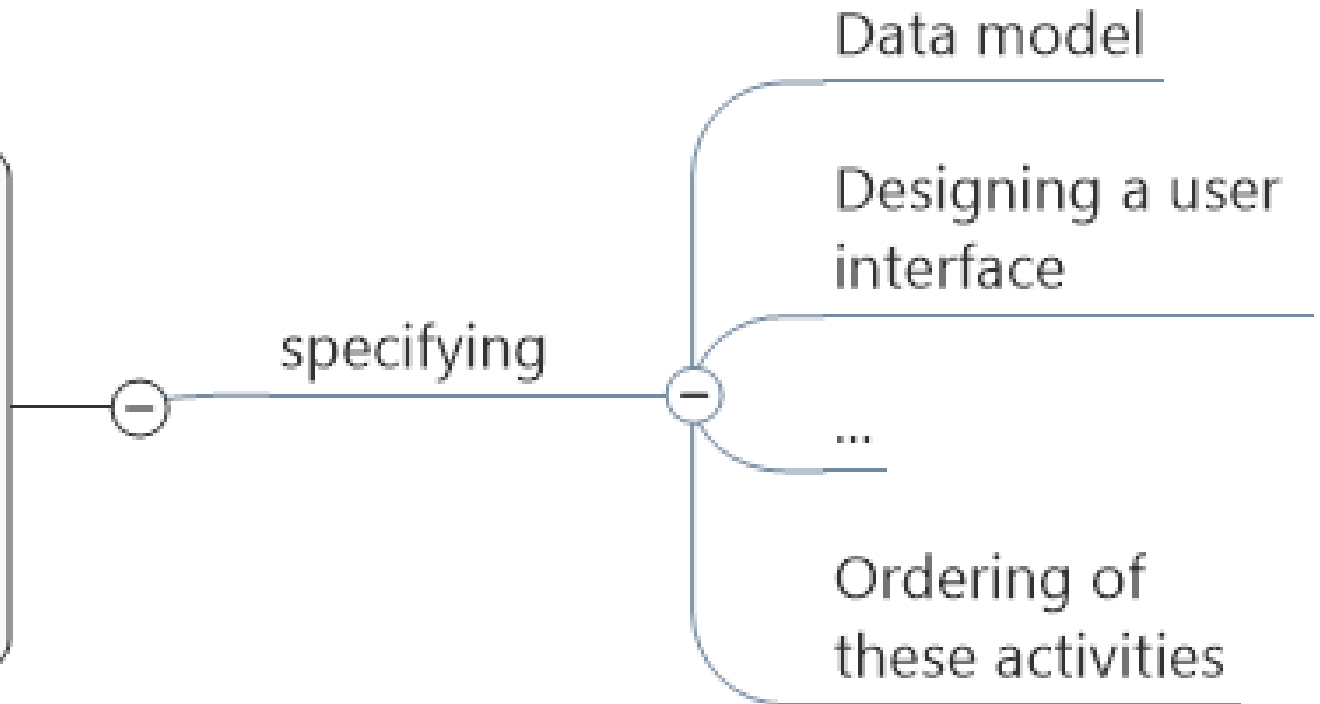 Data model
Designing a user
interface
specifying
...
Ordering of
these activities